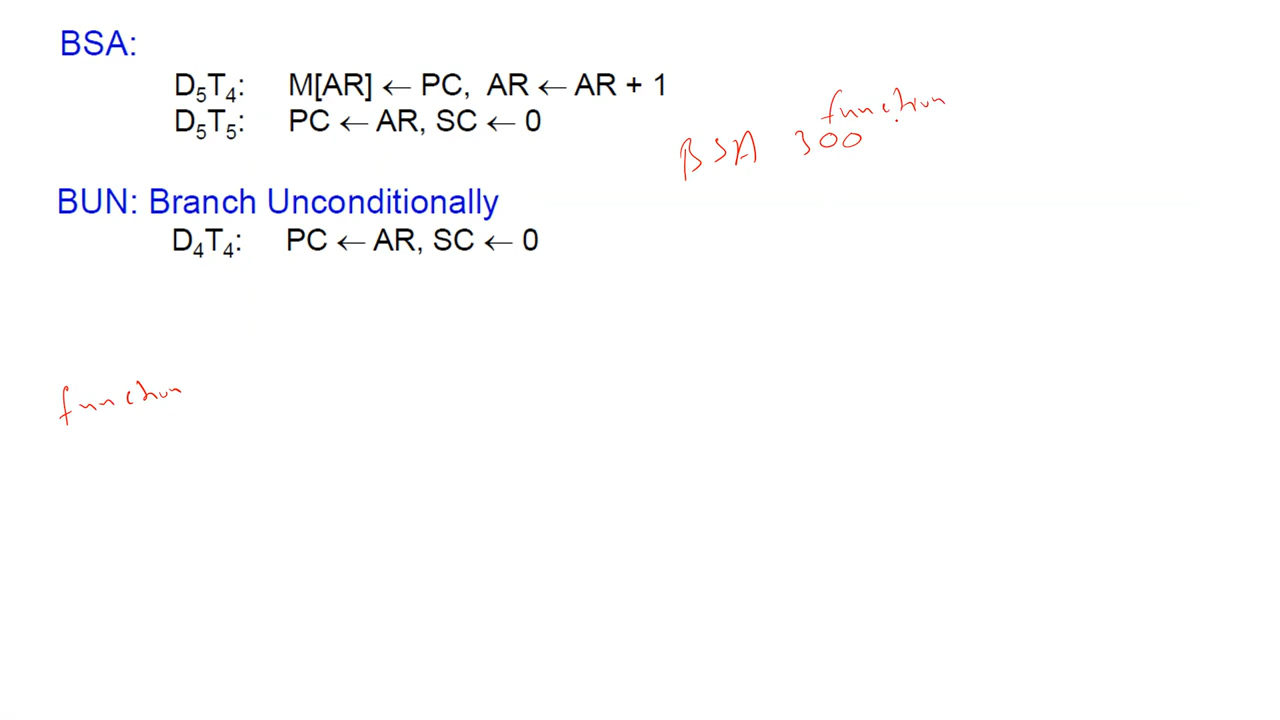 BSA:
D₅T₄: M[AR] ← PC, AR ← AR + 1
D₅T₅: PC ← AR, SC ← 0
function
BSA 300
BUN: Branch Unconditionally
D₄T₄: PC ← AR, SC ← 0
function